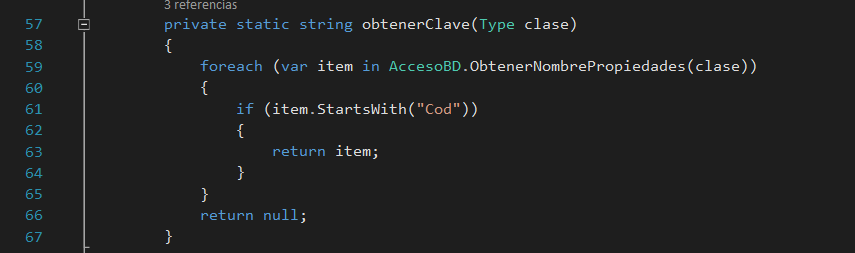 3 referencias
57 private static string obtenerClave(Type clase)
58 {
59 foreach (var item in AccesoBD.ObtenerNombrePropiedades(clase))
60 {
61 if (item.StartsWith("Cod"))
62 {
63 return item;
64 }
65 }
66 return null;
67 }